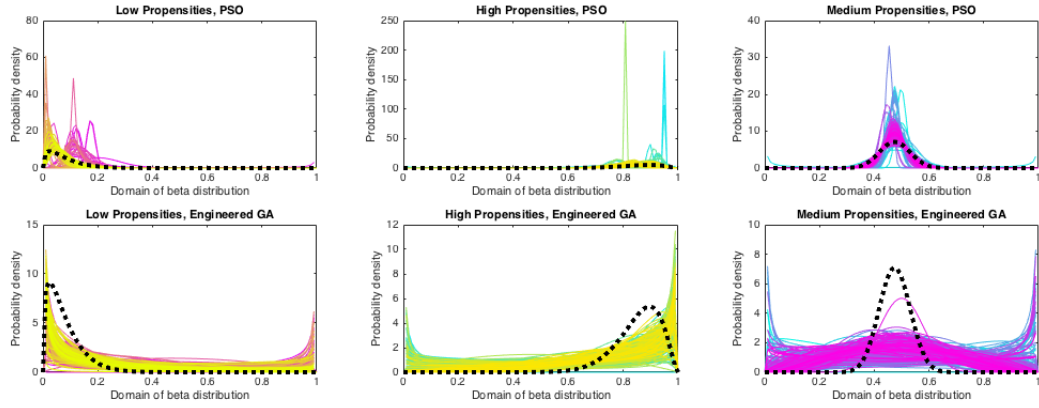 Low Propensities, PSO
Probability density
80
60
40
20
0
0 0.2 0.4 0.6 0.8 1
Domain of beta distribution
High Propensities, PSO
Probability density
250
200
150
100
50
0
0 0.2 0.4 0.6 0.8 1
Domain of beta distribution
Medium Propensities, PSO
Probability density
40
30
20
10
0
0 0.2 0.4 0.6 0.8 1
Domain of beta distribution
Low Propensities, Engineered GA
Probability density
15
10
5
0
0 0.2 0.4 0.6 0.8 1
Domain of beta distribution
High Propensities, Engineered GA
Probability density
12
10
8
6
4
2
0
0 0.2 0.4 0.6 0.8 1
Domain of beta distribution
Medium Propensities, Engineered GA
Probability density
10
8
6
4
2
0
0 0.2 0.4 0.6 0.8 1
Domain of beta distribution